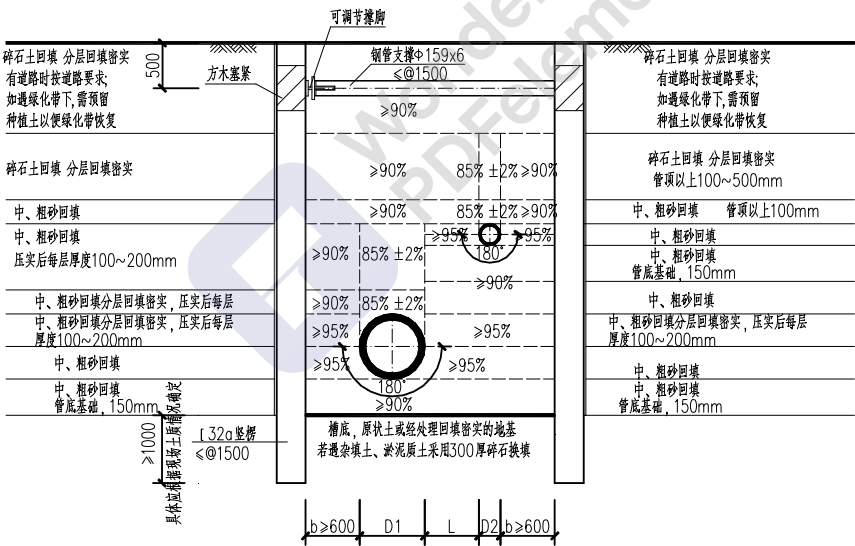 可调节撑脚
碎石土回填 分层回填密实
有道路时按道路要求;
如遇绿化带下,需预留
种植土以便绿化带恢复
500
方木塞紧
钢管支撑Φ159x6
≤@1500
≥90%
碎石土回填 分层回填密实
有道路时按道路要求;
如遇绿化带下,需预留
种植土以便绿化带恢复
碎石土回填 分层回填密实
≥90%
85% ±2%
≥90%
碎石土回填 分层回填密实
管顶以上100~500mm
中、粗砂回填
≥90%
85% ±2%
≥90%
中、粗砂回填 管顶以上100mm
中、粗砂回填
压实后每层厚度100~200mm
≥90%
85% ±2%
≥95%
≥95%
180°
≥90%
中、粗砂回填
中、粗砂回填
管底基础, 150mm
中、粗砂回填分层回填密实, 压实后每层
≥90%
85% ±2%
中、粗砂回填
中、粗砂回填分层回填密实, 压实后每层
厚度100~200mm
≥95%
≥95%
中、粗砂回填分层回填密实, 压实后每层
厚度100~200mm
中、粗砂回填
≥95%
≥95%
中、粗砂回填
中、粗砂回填
管底基础, 150mm
180°
≥90%
中、粗砂回填
管底基础, 150mm
≥1000
具体应根据现场土质情况确定
[ 32a竖楞
≤@1500
槽底, 原状土或经处理回填密实的地基
若遇杂填土、淤泥质土采用300厚碎石换填
b≥600
D1
L
D2
b≥600
Wonder
PDFelemen